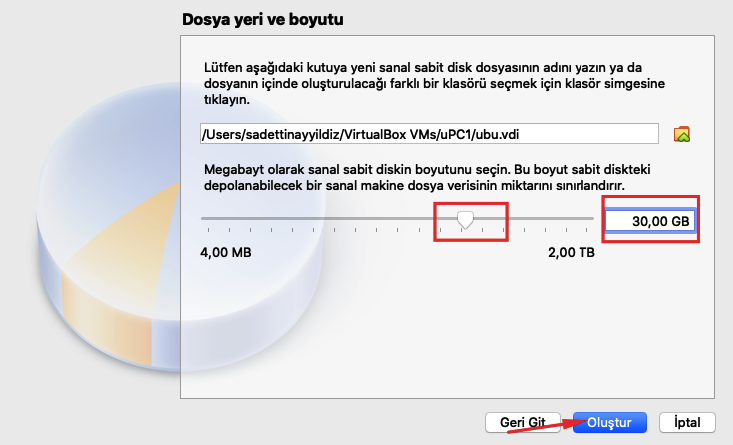 Dosya yeri ve boyutu
Lütfen aşağıdaki kutuya yeni sanal sabit disk dosyasının adını yazın ya da
dosyanın içinde oluşturulacağı farklı bir klasörü seçmek için klasör simgesine
tıklayın.
/Users/sadettinayyildiz/VirtualBox VMs/uPC1/ubu.vdi
Megabayt olarak sanal sabit diskin boyutunu seçin. Bu boyut sabit diskteki
depolanabilecek bir sanal makine dosya verisinin miktarını sınırlandırır.
30,00 GB
4,00 MB
2,00 TB
Geri Git
Oluştur
İptal